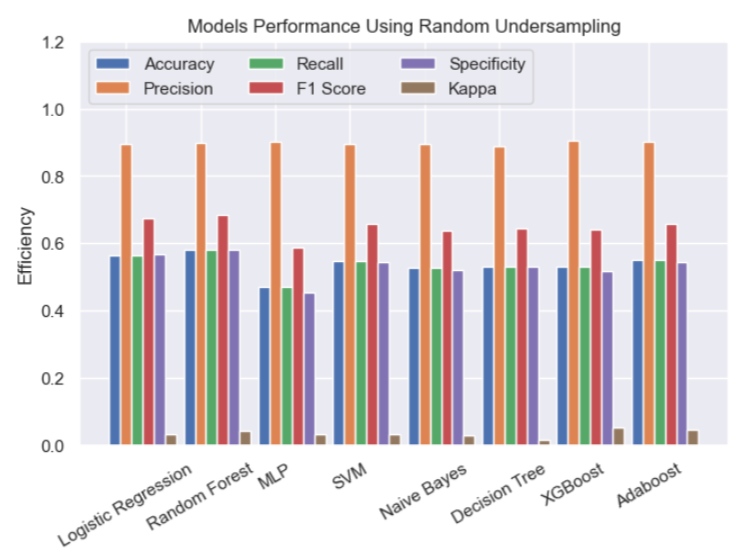 Models Performance Using Random Undersampling
Accuracy Recall Specificity
Precision F1 Score Kappa
Efficiency
1.2
1.0
0.8
0.6
0.4
0.2
0.0
Logistic Regression
Random Forest
MLP
SVM
Naive Bayes
Decision Tree
XGBoost
Adaboost